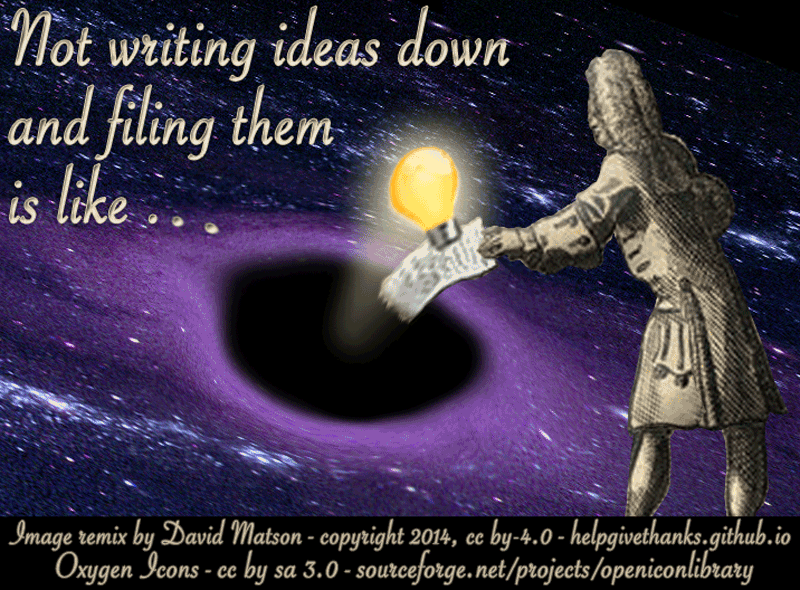 Not writing ideas down
and filing them
is like . . .
Image remix by David Matson - copyright 2014, cc by-4.0 - helpgivethanks.github.io
Oxygen Icons - cc by sa 3.0 - sourceforge.net/projects/openiconlibrary